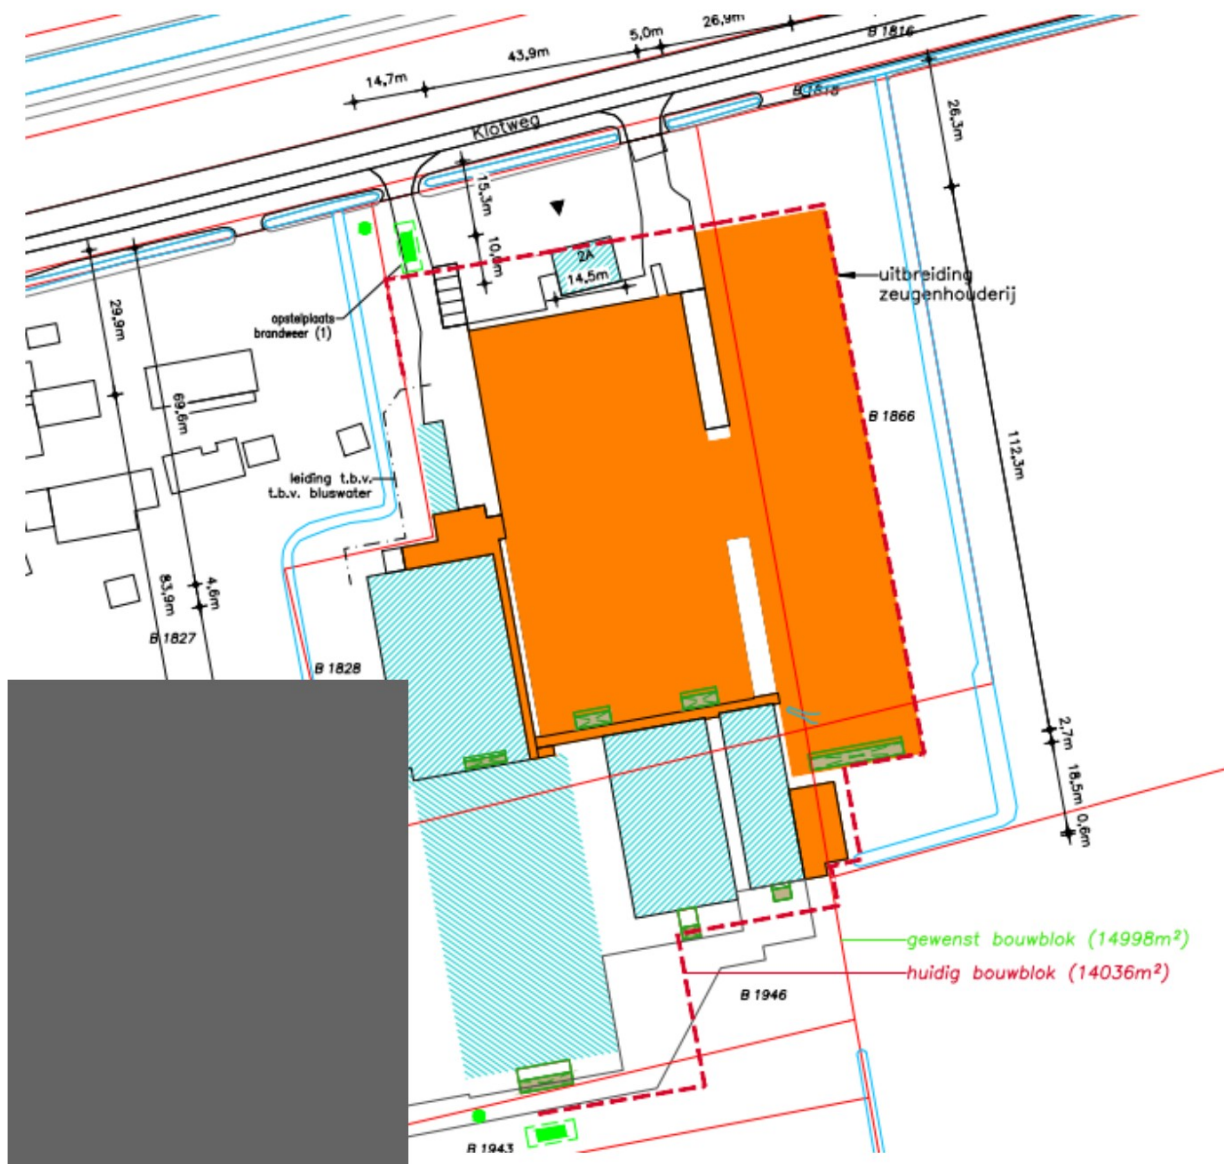 26,9m
5,0m
43,9m
14,7m
B 1816
B 1818
Klotweg
26,3m
15,3m
10,0m
2A
14,5m
uitbreiding
zeugenhouderij
opstelplaats
brandweer (1)
29,9m
69,6m
B 1866
112,3m
leiding t.b.v.
t.b.v. bluswater
83,9m
4,6m
B 1827
B 1828
2,7m
18,5m
0,6m
gewenst bouwblok (14998m²)
huidig bouwblok (14036m²)
B 1946
B 1943